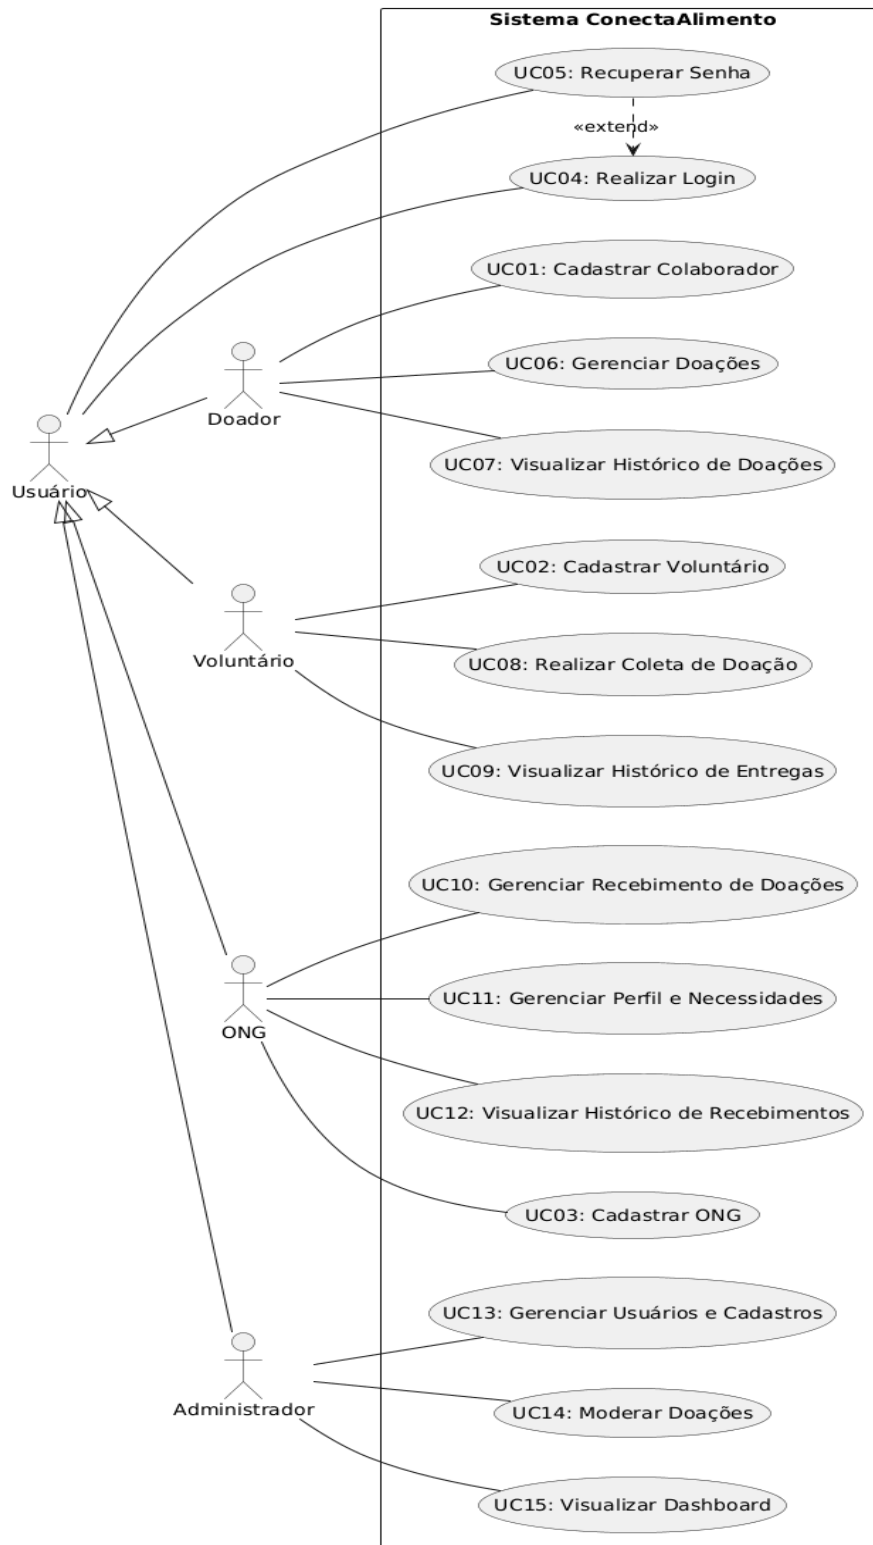 Sistema ConectaAlimento
UC05: Recuperar Senha
«extend»
UC04: Realizar Login
UC01: Cadastrar Colaborador
UC06: Gerenciar Doações
Doador
UC07: Visualizar Histórico de Doações
Usuário
UC02: Cadastrar Voluntário
Voluntário
UC08: Realizar Coleta de Doação
UC09: Visualizar Histórico de Entregas
UC10: Gerenciar Recebimento de Doações
UC11: Gerenciar Perfil e Necessidades
ONG
UC12: Visualizar Histórico de Recebimentos
UC03: Cadastrar ONG
UC13: Gerenciar Usuários e Cadastros
Administrador
UC14: Moderar Doações
UC15: Visualizar Dashboard